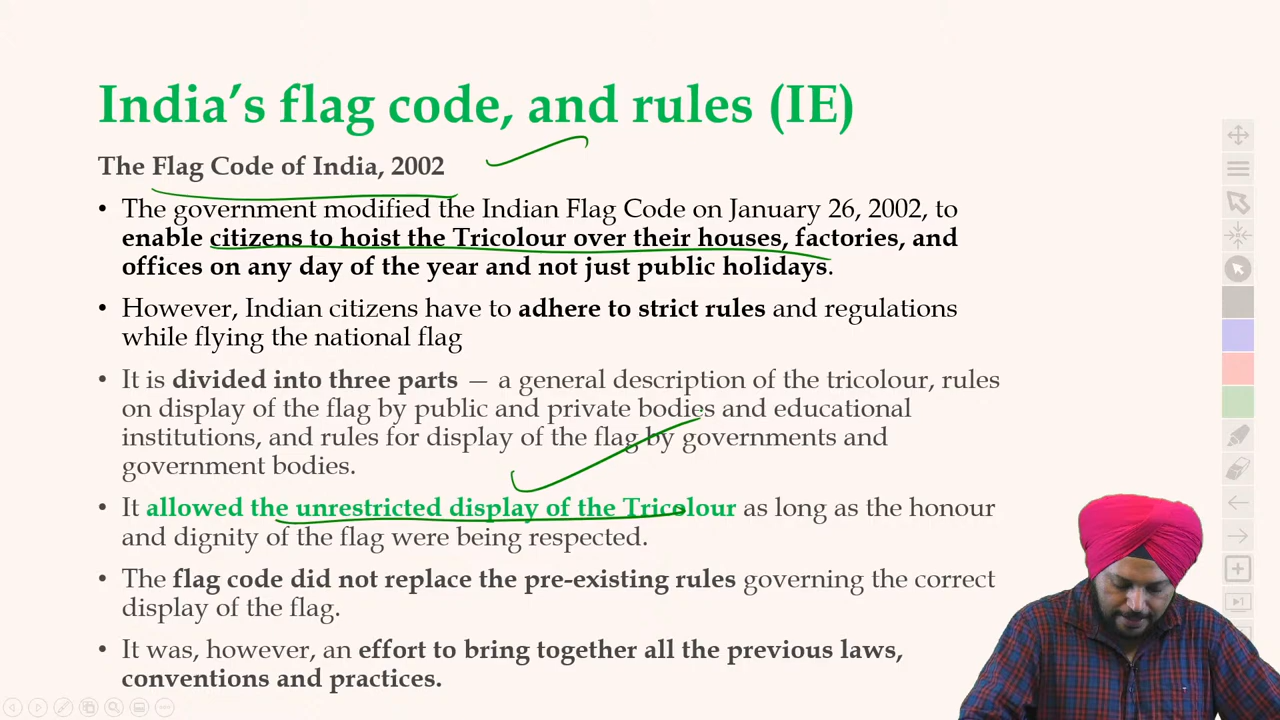 India’s flag code, and rules (IE)
The Flag Code of India, 2002
• The government modified the Indian Flag Code on January 26, 2002, to
enable citizens to hoist the Tricolour over their houses, factories, and
offices on any day of the year and not just public holidays.
• However, Indian citizens have to adhere to strict rules and regulations
while flying the national flag
• It is divided into three parts — a general description of the tricolour, rules
on display of the flag by public and private bodies and educational
institutions, and rules for display of the flag by governments and
government bodies.
• It allowed the unrestricted display of the Tricolour as long as the honour
and dignity of the flag were being respected.
• The flag code did not replace the pre-existing rules governing the correct
display of the flag.
• It was, however, an effort to bring together all the previous laws,
conventions and practices.